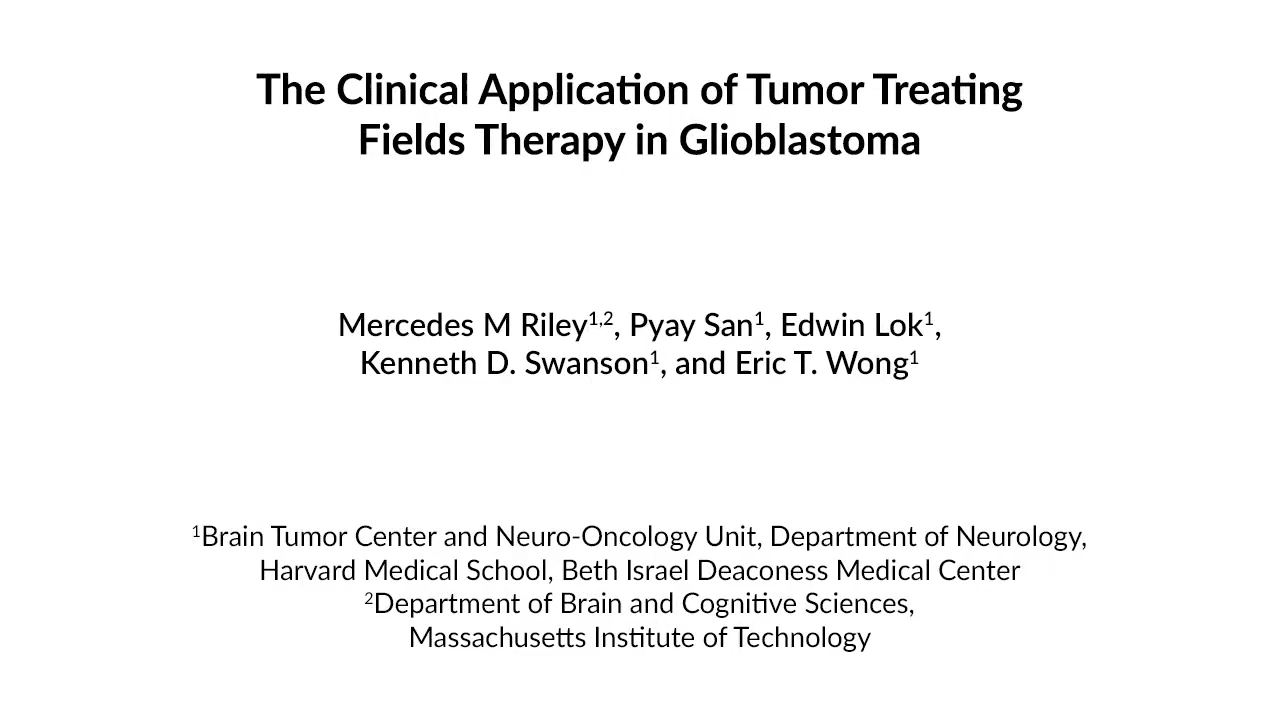 The Clinical Application of Tumor Treating
Fields Therapy in Glioblastoma
Mercedes M Riley1,2, Pyay San1, Edwin Lok1,
Kenneth D. Swanson1, and Eric T. Wong1
1Brain Tumor Center and Neuro-Oncology Unit, Department of Neurology,
Harvard Medical School, Beth Israel Deaconess Medical Center
2Department of Brain and Cognitive Sciences,
Massachusetts Institute of Technology